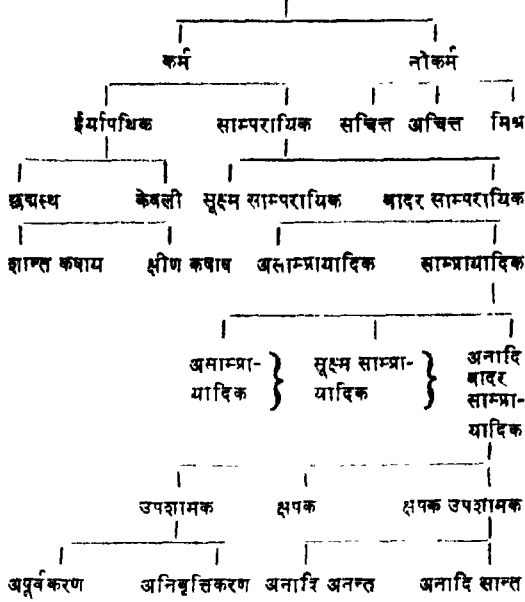 कर्म नोकर्म
ईर्यापथिक साम्परायिक सचित्त अचित्त मिश्र
छद्मस्थ केवली सूक्ष्म साम्परायिक बादर साम्परायिक
शान्त कषाय क्षीण कषाय असाम्प्रायादिक साम्प्रायादिक
असाम्प्रा- } सूक्ष्म साम्प्रा- } अनादि
यादिक यादिक बादर
साम्प्रा-
यादिक
उपशामक क्षपक क्षपक उपशामक
अपूर्वकरण अनिवृत्तिकरण अनादि अनन्त अनादि सान्त